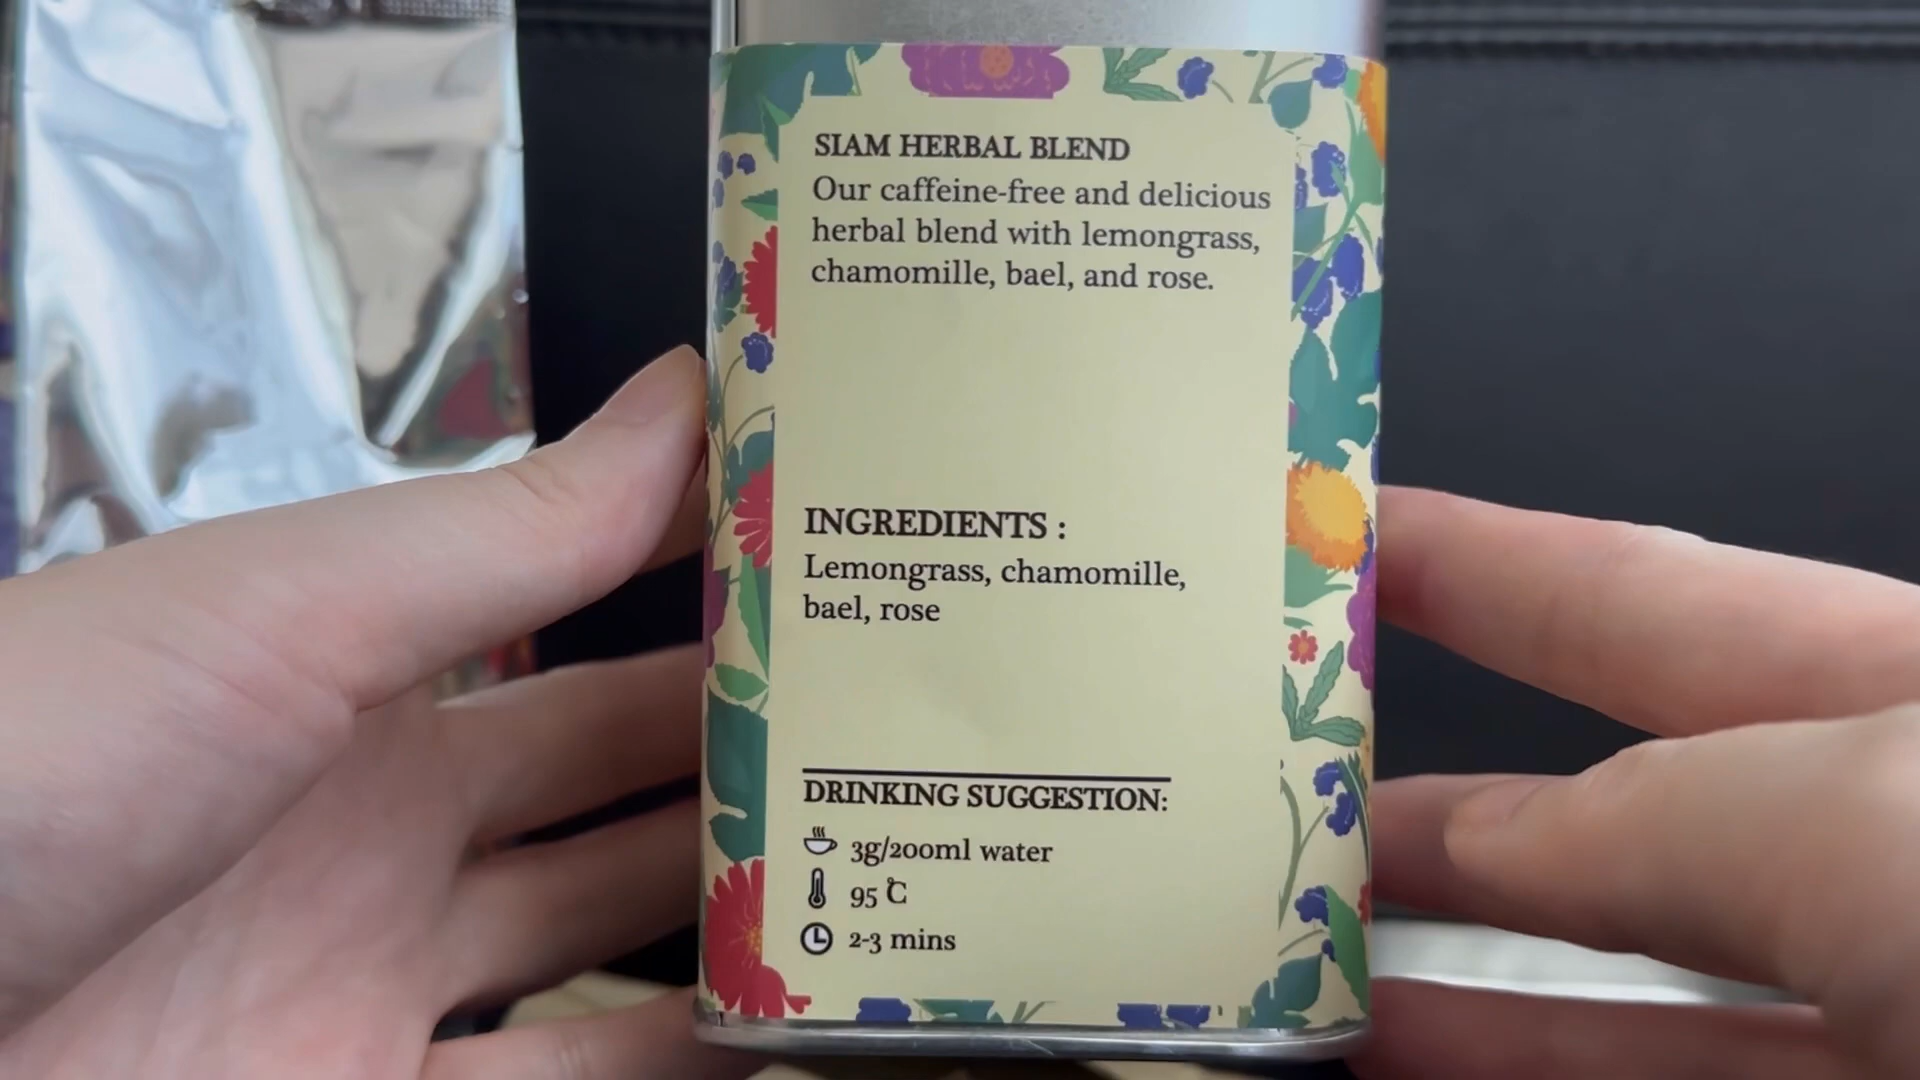 SIAM HERBAL BLEND
Our caffeine-free and delicious
herbal blend with lemongrass,
chamomille, bael, and rose.
INGREDIENTS :
Lemongrass, chamomille,
bael, rose
DRINKING SUGGESTION:
3g/200ml water
95 ℃
2-3 mins